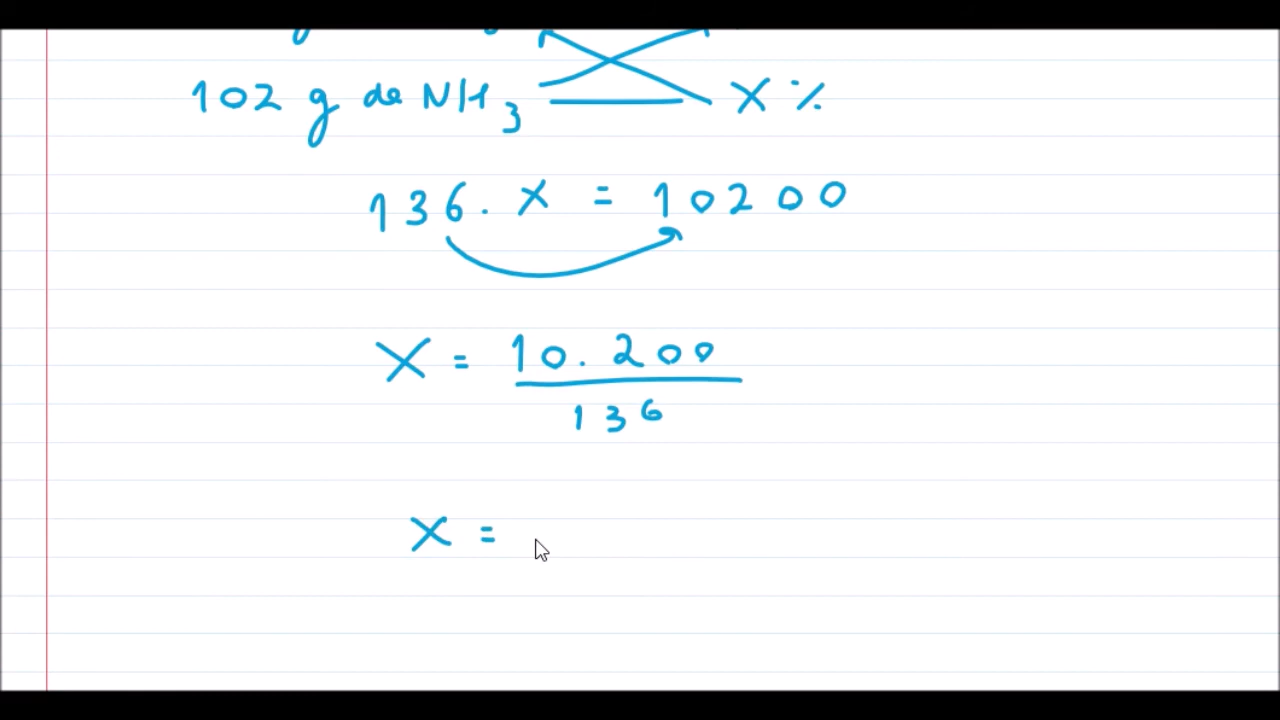 102 g de NH3 X %
136. X = 10200
X = 10.200
136
X =